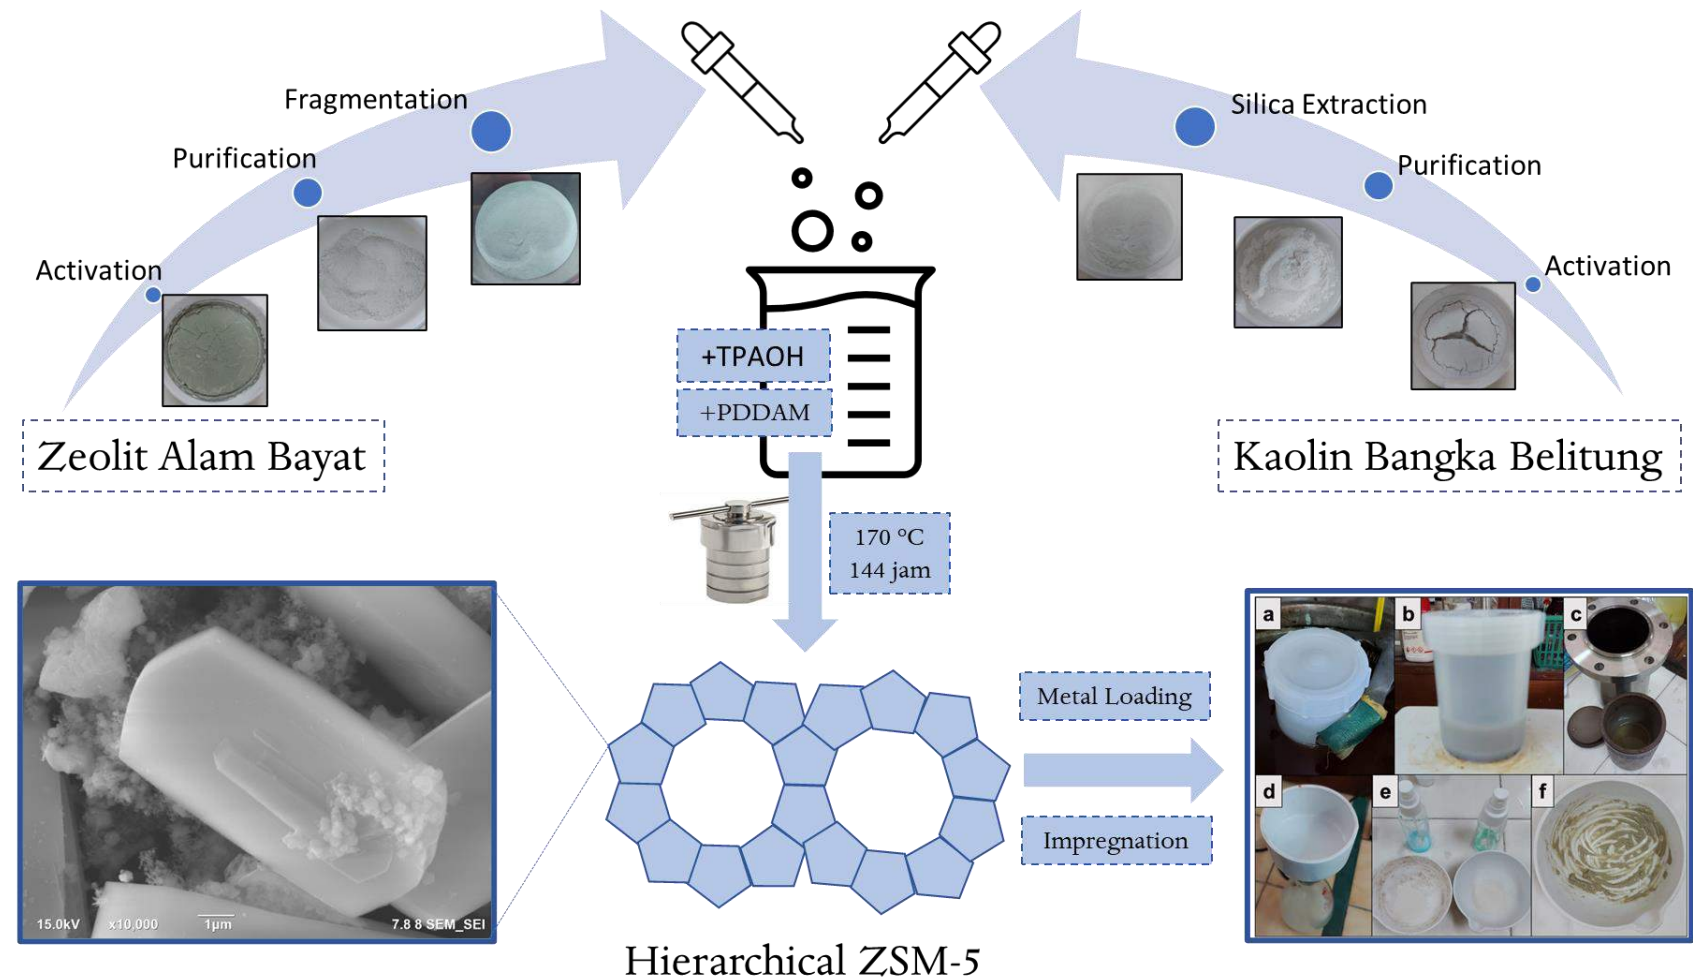 Fragmentation
Purification
Activation
Zeolit Alam Bayat
Silica Extraction
Purification
Activation
Kaolin Bangka Belitung
+TPAOH
+PDDAM
170 °C
144 jam
15.0kV x10,000 1µm 7.8 8 SEM_SEI
Hierarchical ZSM-5
Metal Loading
Impregnation
a b c
d e f